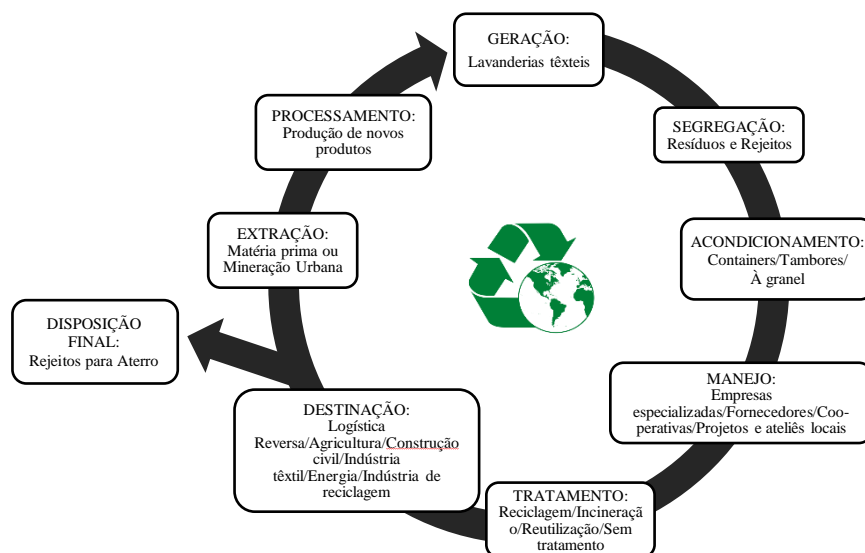 GERAÇÃO:
Lavanderias têxteis
SEGREGAÇÃO:
Resíduos e Rejeitos
ACONDICIONAMENTO:
Containers/Tambores/
À granel
MANEJO:
Empresas
especializadas/Fornecedores/Coo-
perativas/Projetos e ateliês locais
TRATAMENTO:
Reciclagem/Incineraçã
o/Reutilização/Sem
tratamento
DESTINAÇÃO:
Logística
Reversa/Agricultura/Construção
civil/Indústria
têxtil/Energia/Indústria de
reciclagem
DISPOSIÇÃO
FINAL:
Rejeitos para Aterro
EXTRAÇÃO:
Matéria prima ou
Mineração Urbana
PROCESSAMENTO:
Produção de novos
produtos